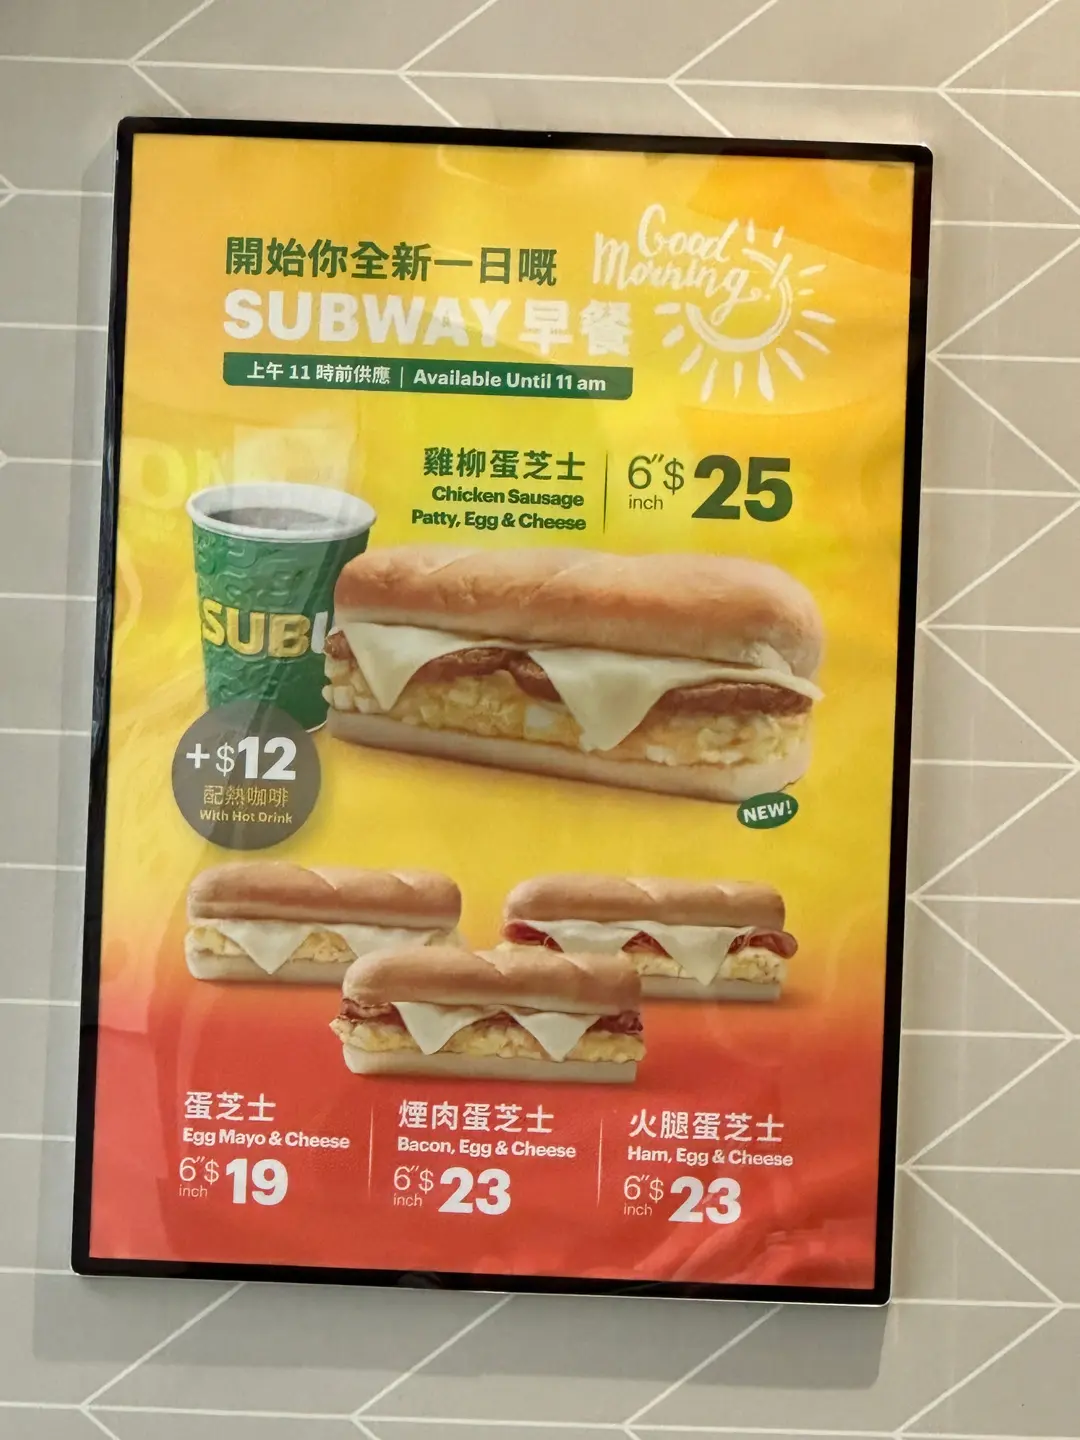 開始你全新一日嘅
SUBWAY早餐
Good
Morning!
上午 11 時前供應 | Available Until 11 am
雞柳蛋芝士
Chicken Sausage
Patty, Egg & Cheese
6"$25
inch
SUB
+$12
配熱咖啡
With Hot Drink
NEW!
蛋芝士
Egg Mayo & Cheese
6"$19
inch
煙肉蛋芝士
Bacon, Egg & Cheese
6"$23
inch
火腿蛋芝士
Ham, Egg & Cheese
6"$23
inch